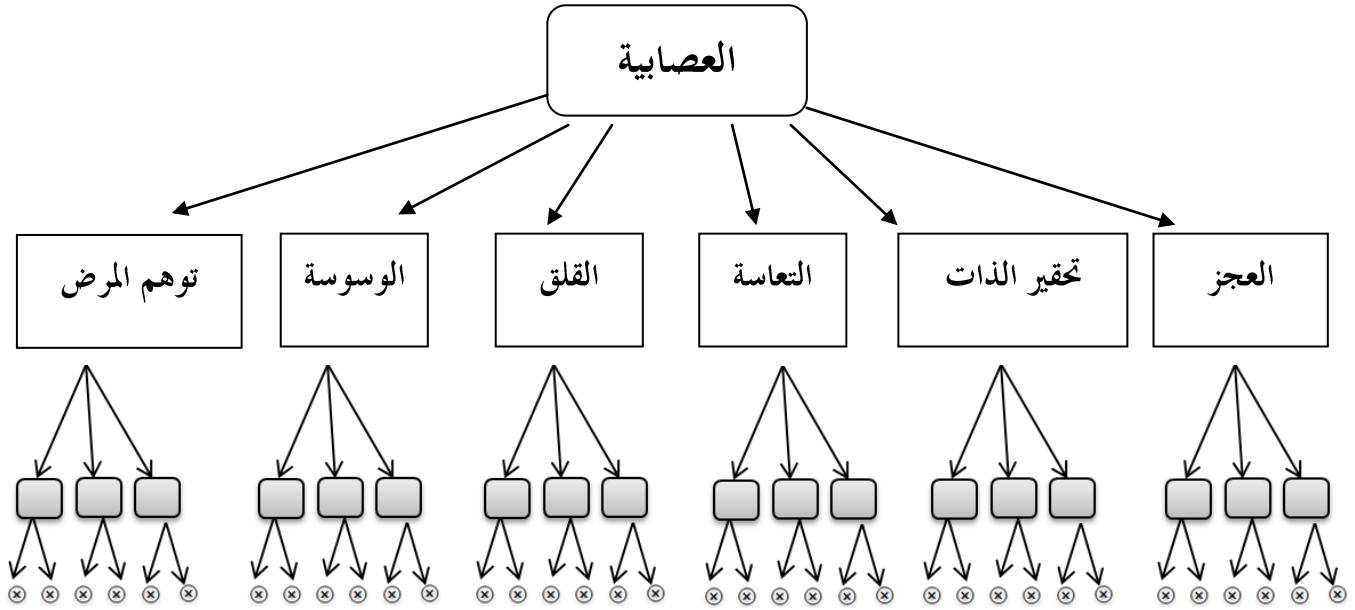 العصابية
العجز
تحقير الذات
التعاسة
القلق
الوسوسة
توهم المرض